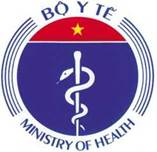 BỘ Y TẾ
MINISTRY OF HEALTH